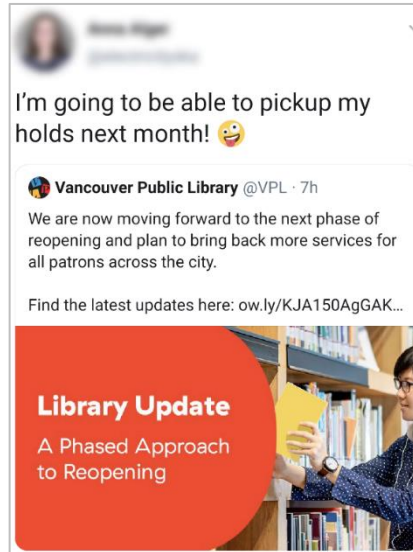 I'm going to be able to pickup my
holds next month! 🤪
Vancouver Public Library @VPL · 7h
We are now moving forward to the next phase of
reopening and plan to bring back more services for
all patrons across the city.
Find the latest updates here: ow.ly/KJA150AgGAK...
Library Update
A Phased Approach
to Reopening